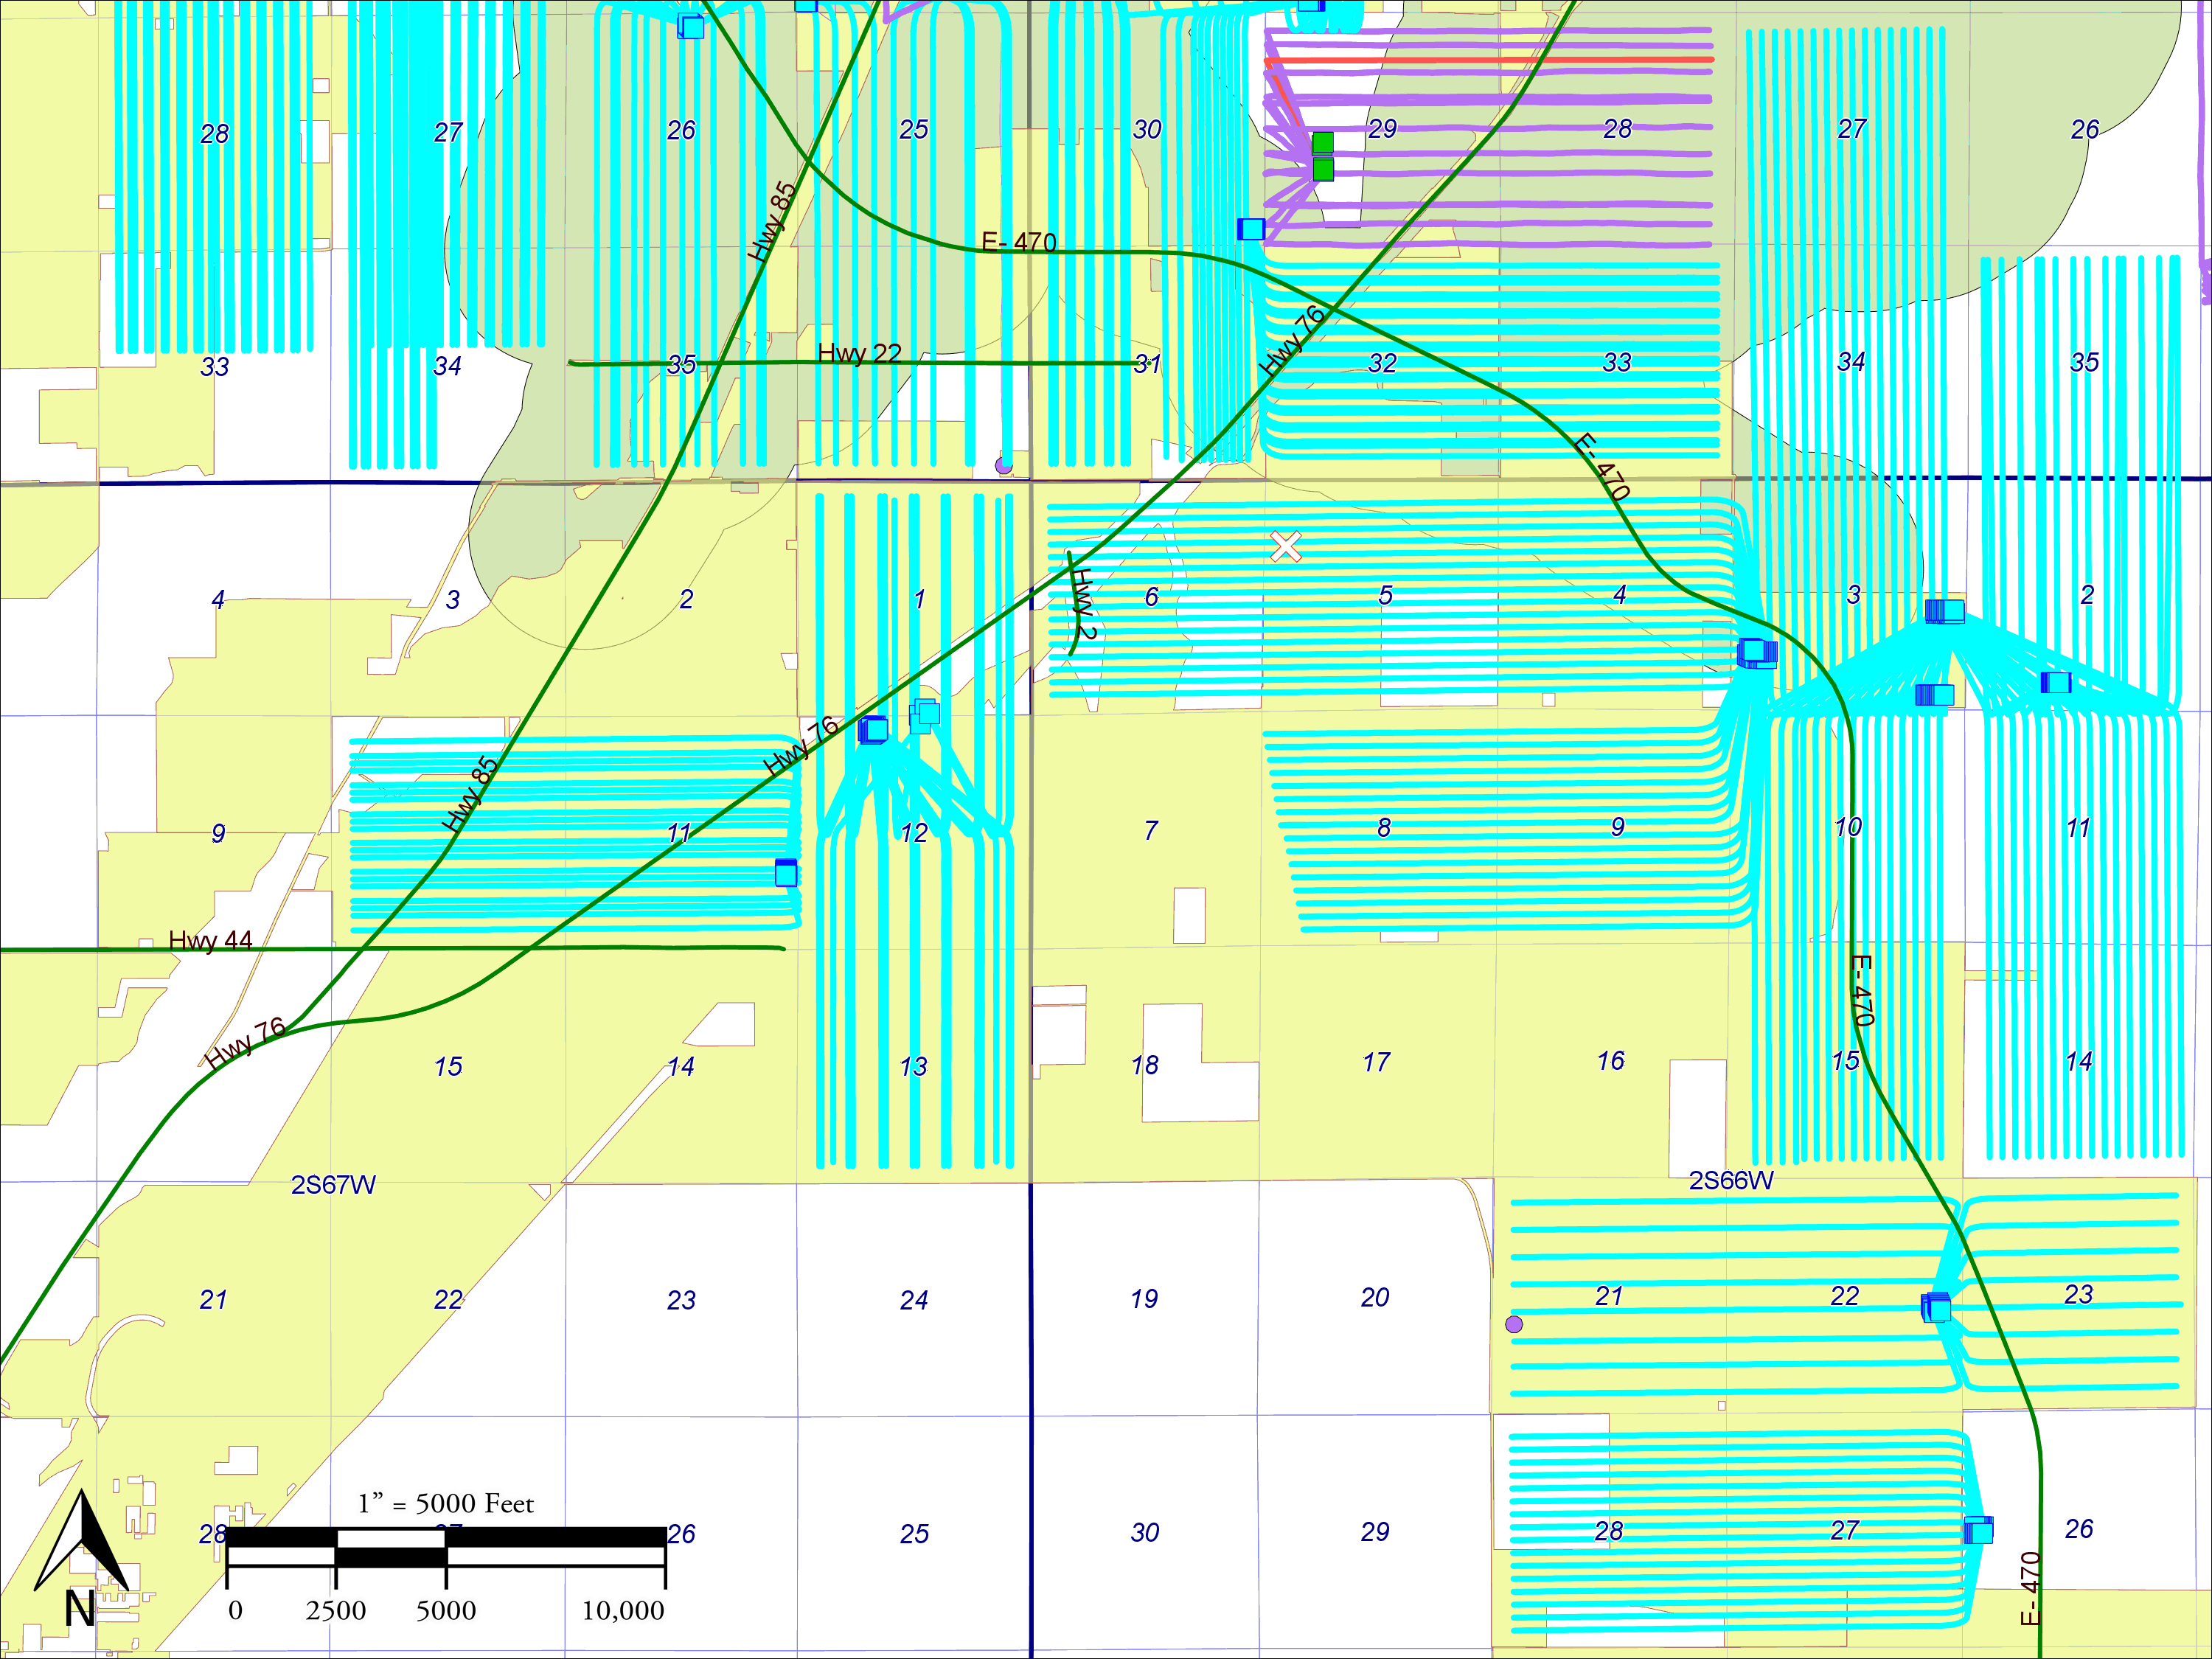 28 27 26 25 30 29 28 27 26
Hwy 85
E- 470
Hwy 76
Hwy 22
33 34 35 31 32 33 34 35
E- 470
4 3 2 1 6 5 4 3 2
Hwy 2
Hwy 85
Hwy 76
9 11 12 7 8 9 10 11
Hwy 44
E- 470
Hwy 76
15 14 13 18 17 16 15 14
2S67W 2S66W
21 22 23 24 19 20 21 22 23
1” = 5000 Feet
28 27 26 25 30 29 28 27 26
E- 470
N
0 2500 5000 10,000